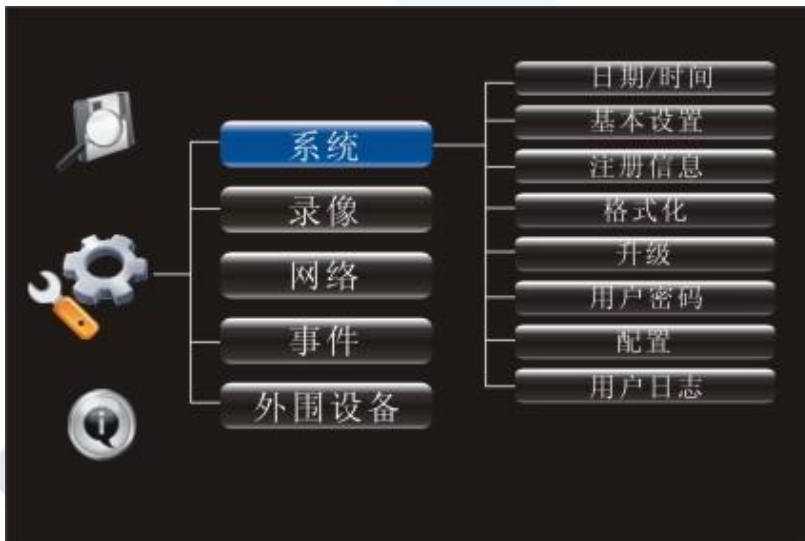 系统
录像
网络
事件
外围设备
日期/时间
基本设置
注册信息
格式化
升级
用户密码
配置
用户日志